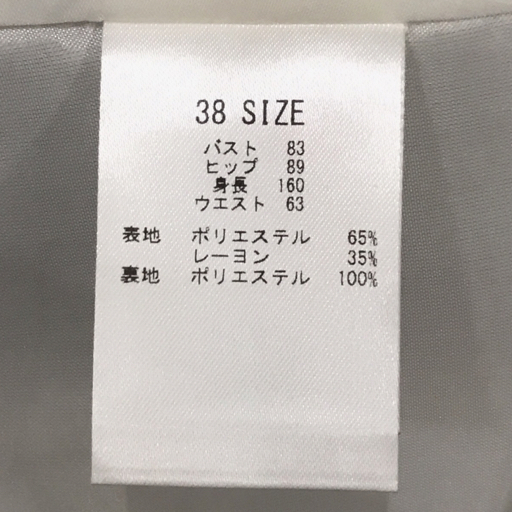 38 SIZE
バスト 83
ヒップ 89
身長 160
ウエスト 63
表地 ポリエステル 65%
レーヨン 35%
裏地 ポリエステル 100%